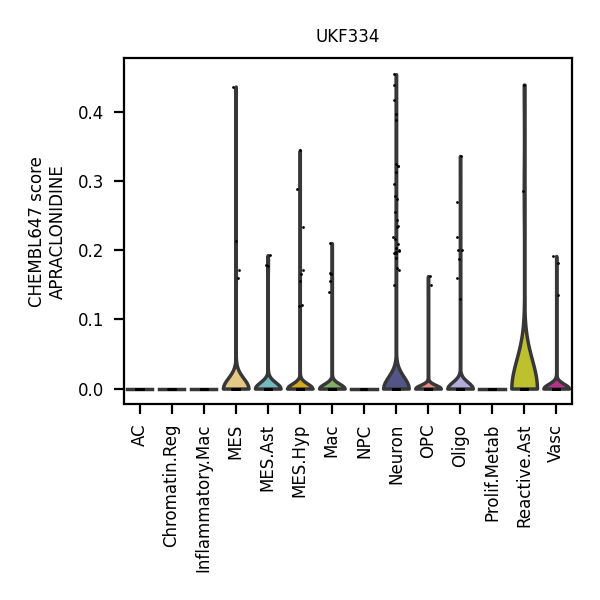 UKF334
CHEMBL647 score
APRACLONIDINE
0.4
0.3
0.2
0.1
0.0
AC
Chromatin.Reg
Inflammatory.Mac
MES
MES.Ast
MES.Hyp
Mac
NPC
Neuron
OPC
Oligo
Prolif.Metab
Reactive.Ast
Vasc